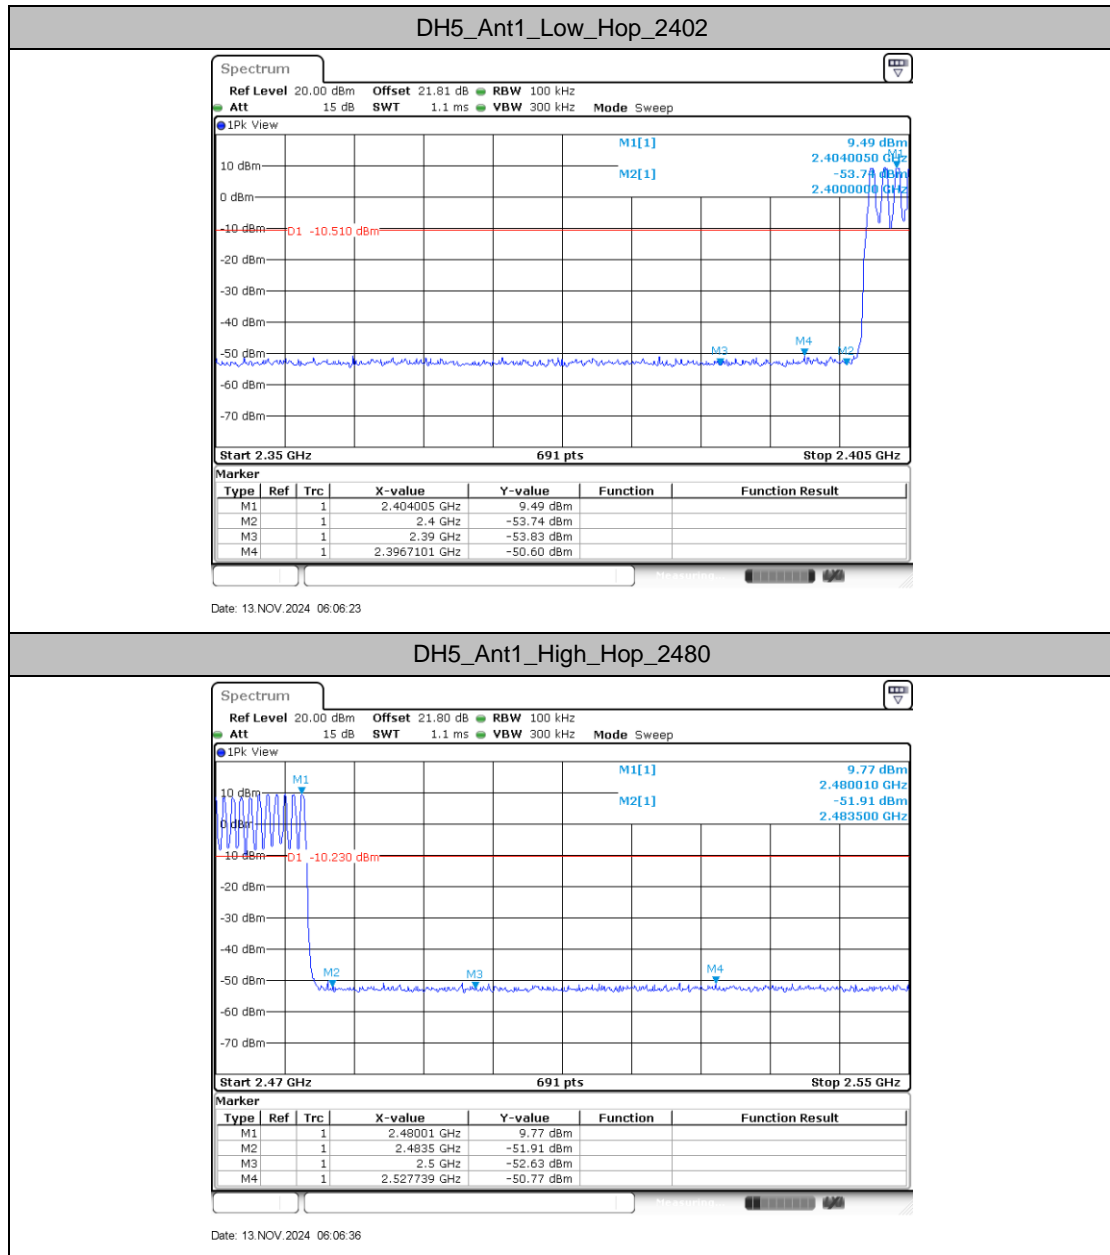 DH5_Ant1_Low_Hop_2402
Spectrum
Ref Level 20.00 dBm Offset 21.81 dB RBW 100 kHz
Att 15 dB SWT 1.1 ms VBW 300 kHz Mode Sweep
1Pk View
M1[1] 9.49 dBm
2.4040050 GHz
M1
M2[1] -53.74 dBm
2.4000000 GHz
10 dBm
0 dBm
-10 dBm
D1 -10.510 dBm
-20 dBm
-30 dBm
-40 dBm
-50 dBm
M3 M4 M2
-60 dBm
-70 dBm
Start 2.35 GHz 691 pts Stop 2.405 GHz
Marker
Type Ref Trc X-value Y-value Function Function Result
M1 1 2.404005 GHz 9.49 dBm
M2 1 2.4 GHz -53.74 dBm
M3 1 2.39 GHz -53.83 dBm
M4 1 2.3967101 GHz -50.60 dBm
Measuring...
Date: 13.NOV.2024 06:06:23
DH5_Ant1_High_Hop_2480
Spectrum
Ref Level 20.00 dBm Offset 21.80 dB RBW 100 kHz
Att 15 dB SWT 1.1 ms VBW 300 kHz Mode Sweep
1Pk View
M1[1] 9.77 dBm
2.480010 GHz
M1
M2[1] -51.91 dBm
2.483500 GHz
10 dBm
0 dBm
-10 dBm
D1 -10.230 dBm
-20 dBm
-30 dBm
-40 dBm
M2 M3 M4
-50 dBm
-60 dBm
-70 dBm
Start 2.47 GHz 691 pts Stop 2.55 GHz
Marker
Type Ref Trc X-value Y-value Function Function Result
M1 1 2.48001 GHz 9.77 dBm
M2 1 2.4835 GHz -51.91 dBm
M3 1 2.5 GHz -52.63 dBm
M4 1 2.527739 GHz -50.77 dBm
Measuring...
Date: 13.NOV.2024 06:06:36